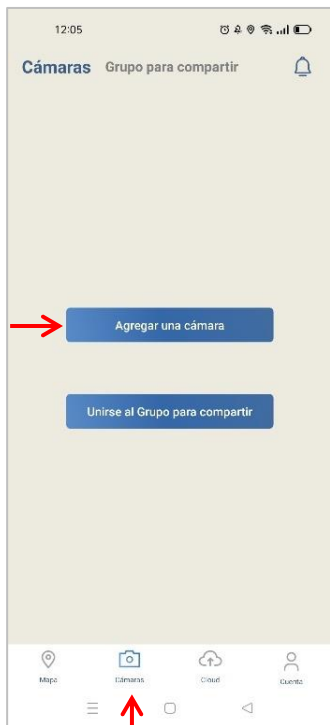 12:05
Cámaras Grupo para compartir
Agregar una cámara
Unirse al Grupo para compartir
Mapa Cámaras Cloud Cuenta